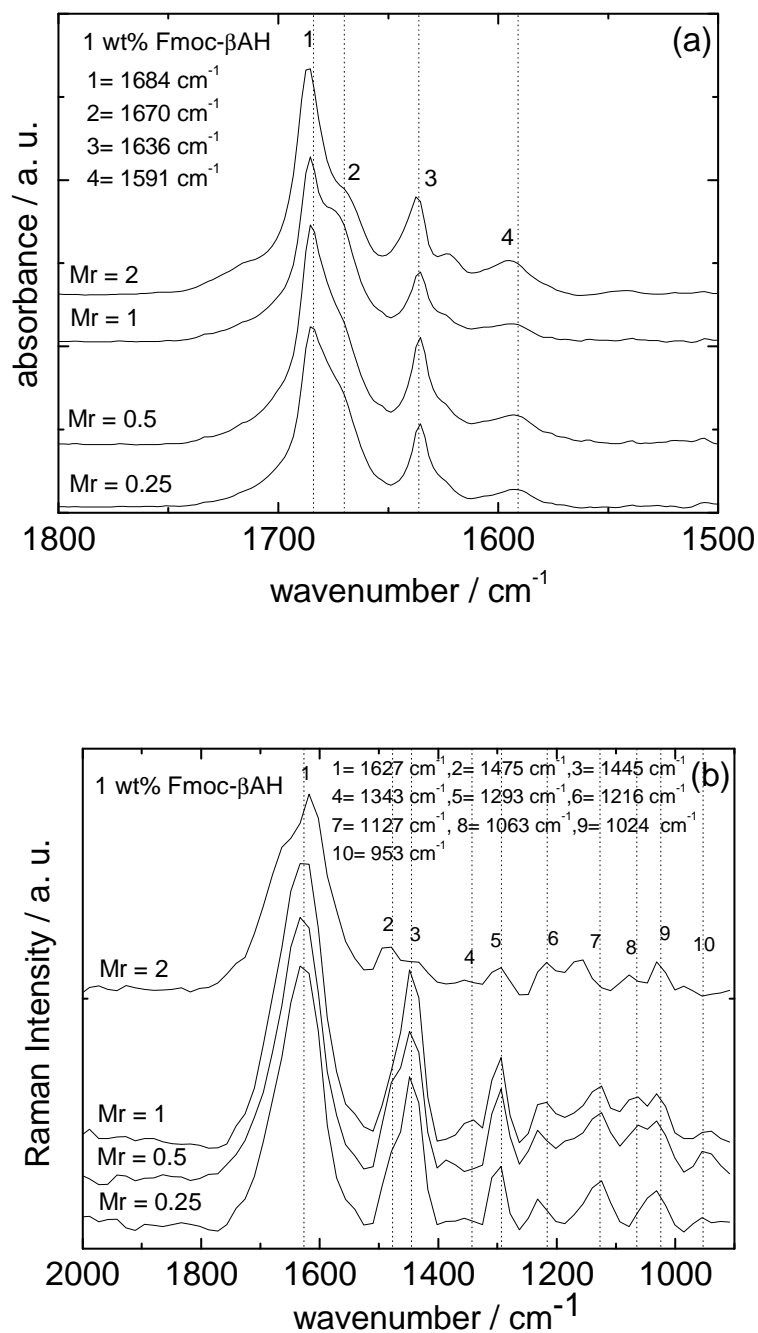 1 wt% Fmoc-βAH
1= 1684 cm⁻¹
2= 1670 cm⁻¹
3= 1636 cm⁻¹
4= 1591 cm⁻¹
(a)
1
2
3
4
Mr = 2
Mr = 1
Mr = 0.5
Mr = 0.25
absorbance / a. u.
1800 1700 1600 1500
wavenumber / cm⁻¹
1 wt% Fmoc-βAH
1= 1627 cm⁻¹,2= 1475 cm⁻¹,3= 1445 cm⁻¹
4= 1343 cm⁻¹,5= 1293 cm⁻¹,6= 1216 cm⁻¹
7= 1127 cm⁻¹, 8= 1063 cm⁻¹,9= 1024 cm⁻¹
10= 953 cm⁻¹
(b)
1
2
3
4
5
6
7
8
9
10
Mr = 2
Mr = 1
Mr = 0.5
Mr = 0.25
Raman Intensity / a. u.
2000 1800 1600 1400 1200 1000
wavenumber / cm⁻¹